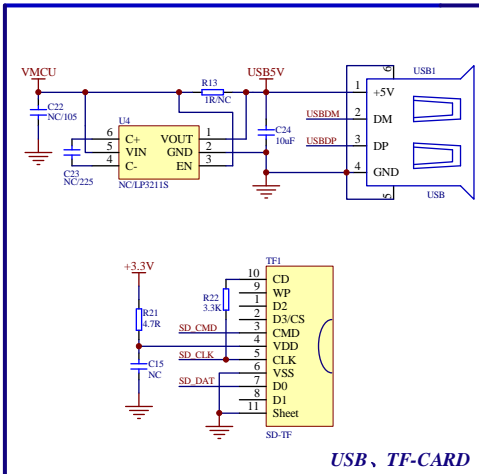 VMCU
R13
1R/NC
USB5V
USB1
C22
NC/105
U4
6 C+ VOUT 1
5 VIN GND 2
4 C- EN 3
C23
NC/225
NC/LP3211S
C24
10uF
USBDM
USBDP
6
1 +5V
2 DM
3 DP
4 GND
5
USB
+3.3V
R21
4.7R
C15
NC
R22
3.3K
SD_CMD
SD_CLK
SD_DAT
TF1
10 CD
9 WP
1 D2
2 D3/CS
3 CMD
4 VDD
5 CLK
6 VSS
7 D0
8 D1
11 Sheet
SD-TF
USB、TF-CARD